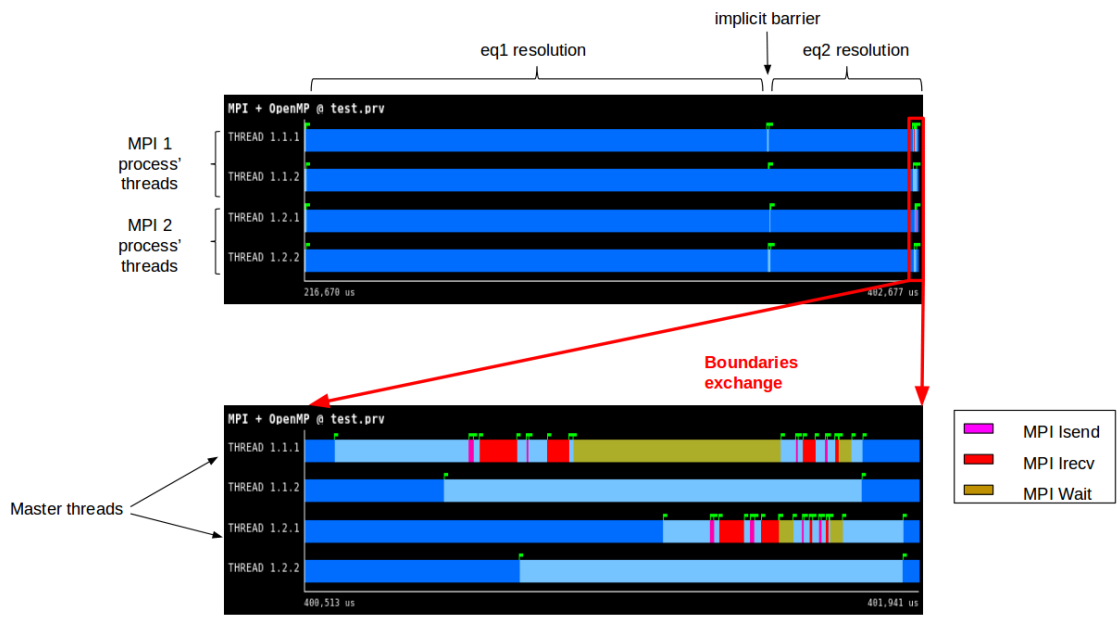 implicit barrier
eq1 resolution
eq2 resolution
MPI + OpenMP @ test.prv
MPI 1
process’
threads
THREAD 1.1.1
THREAD 1.1.2
MPI 2
process’
threads
THREAD 1.2.1
THREAD 1.2.2
216,670 us
402,677 us
Boundaries
exchange
MPI + OpenMP @ test.prv
Master threads
THREAD 1.1.1
THREAD 1.1.2
THREAD 1.2.1
THREAD 1.2.2
400,513 us
401,941 us
MPI Isend
MPI Irecv
MPI Wait